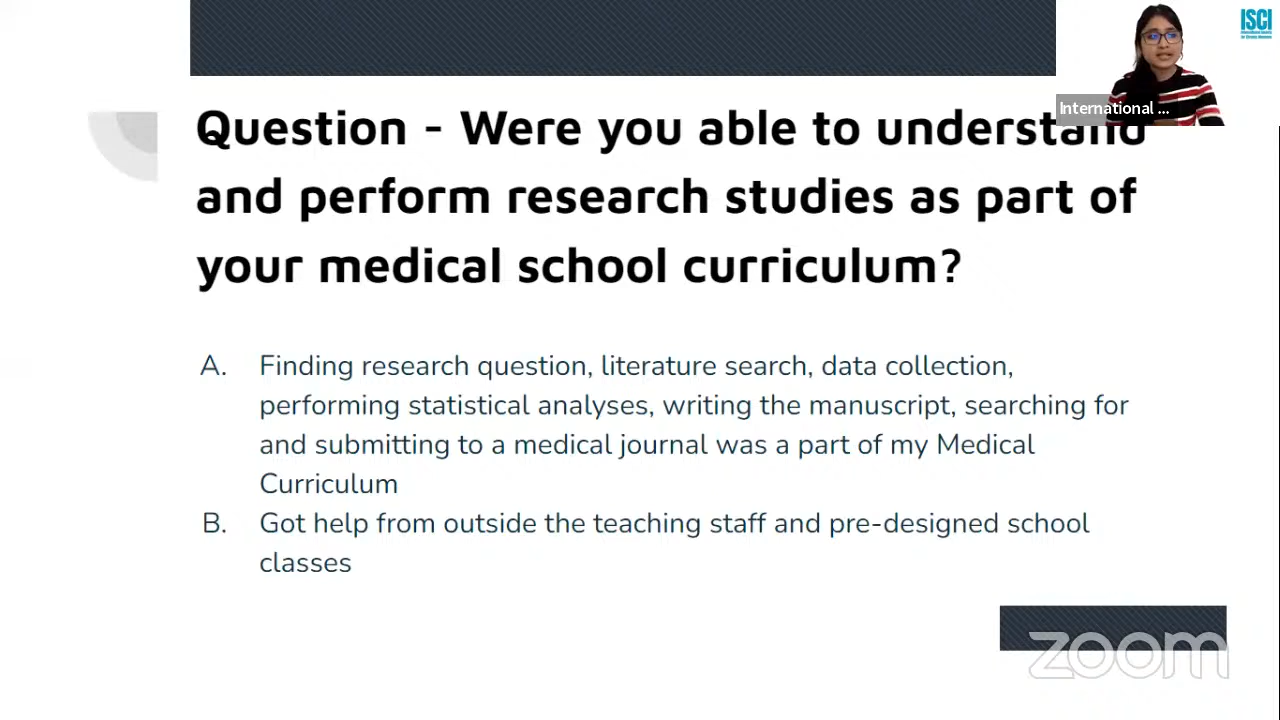 ISCI
International ...
Question - Were you able to understand
and perform research studies as part of
your medical school curriculum?
A. Finding research question, literature search, data collection,
performing statistical analyses, writing the manuscript, searching for
and submitting to a medical journal was a part of my Medical
Curriculum
B. Got help from outside the teaching staff and pre-designed school
classes
zoom